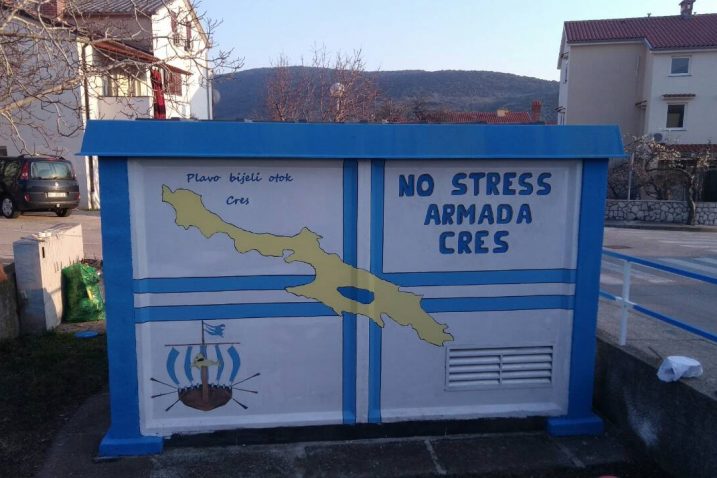 Plavo bijeli otok
Cres
NO STRESS
ARMADA
CRES